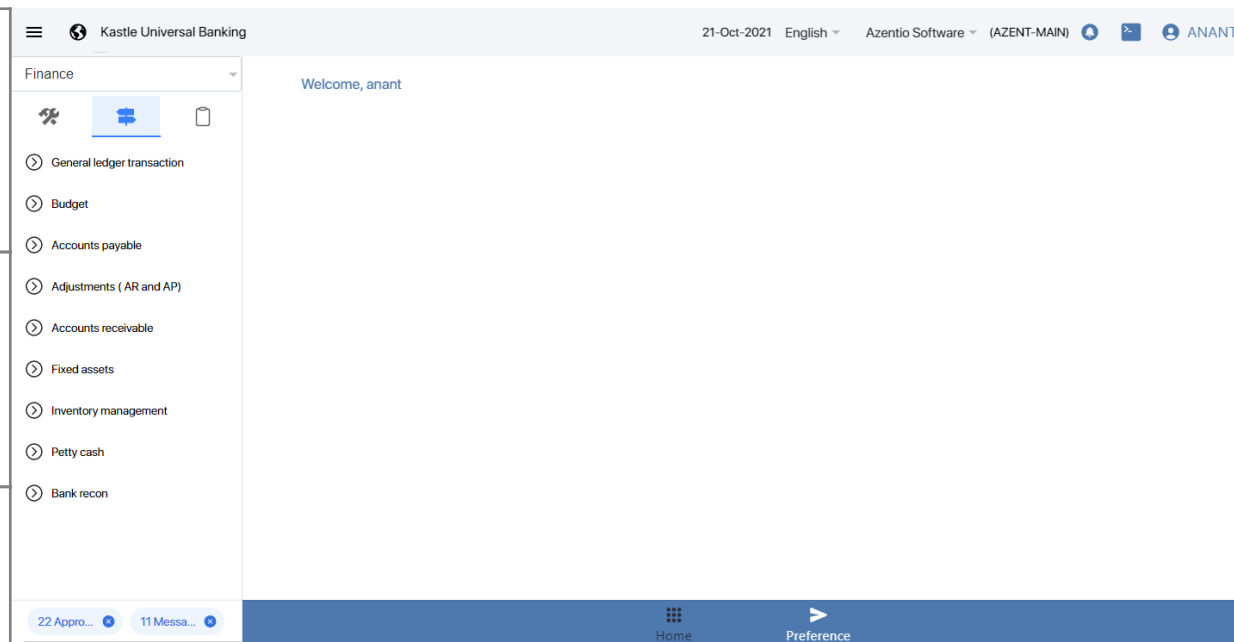 Kastle Universal Banking
21-Oct-2021 English Azentio Software (AZENT-MAIN) ANANT
Finance
Welcome, anant
General ledger transaction
Budget
Accounts payable
Adjustments ( AR and AP)
Accounts receivable
Fixed assets
Inventory management
Petty cash
Bank recon
22 Appro... 11 Messa...
Home
Preference